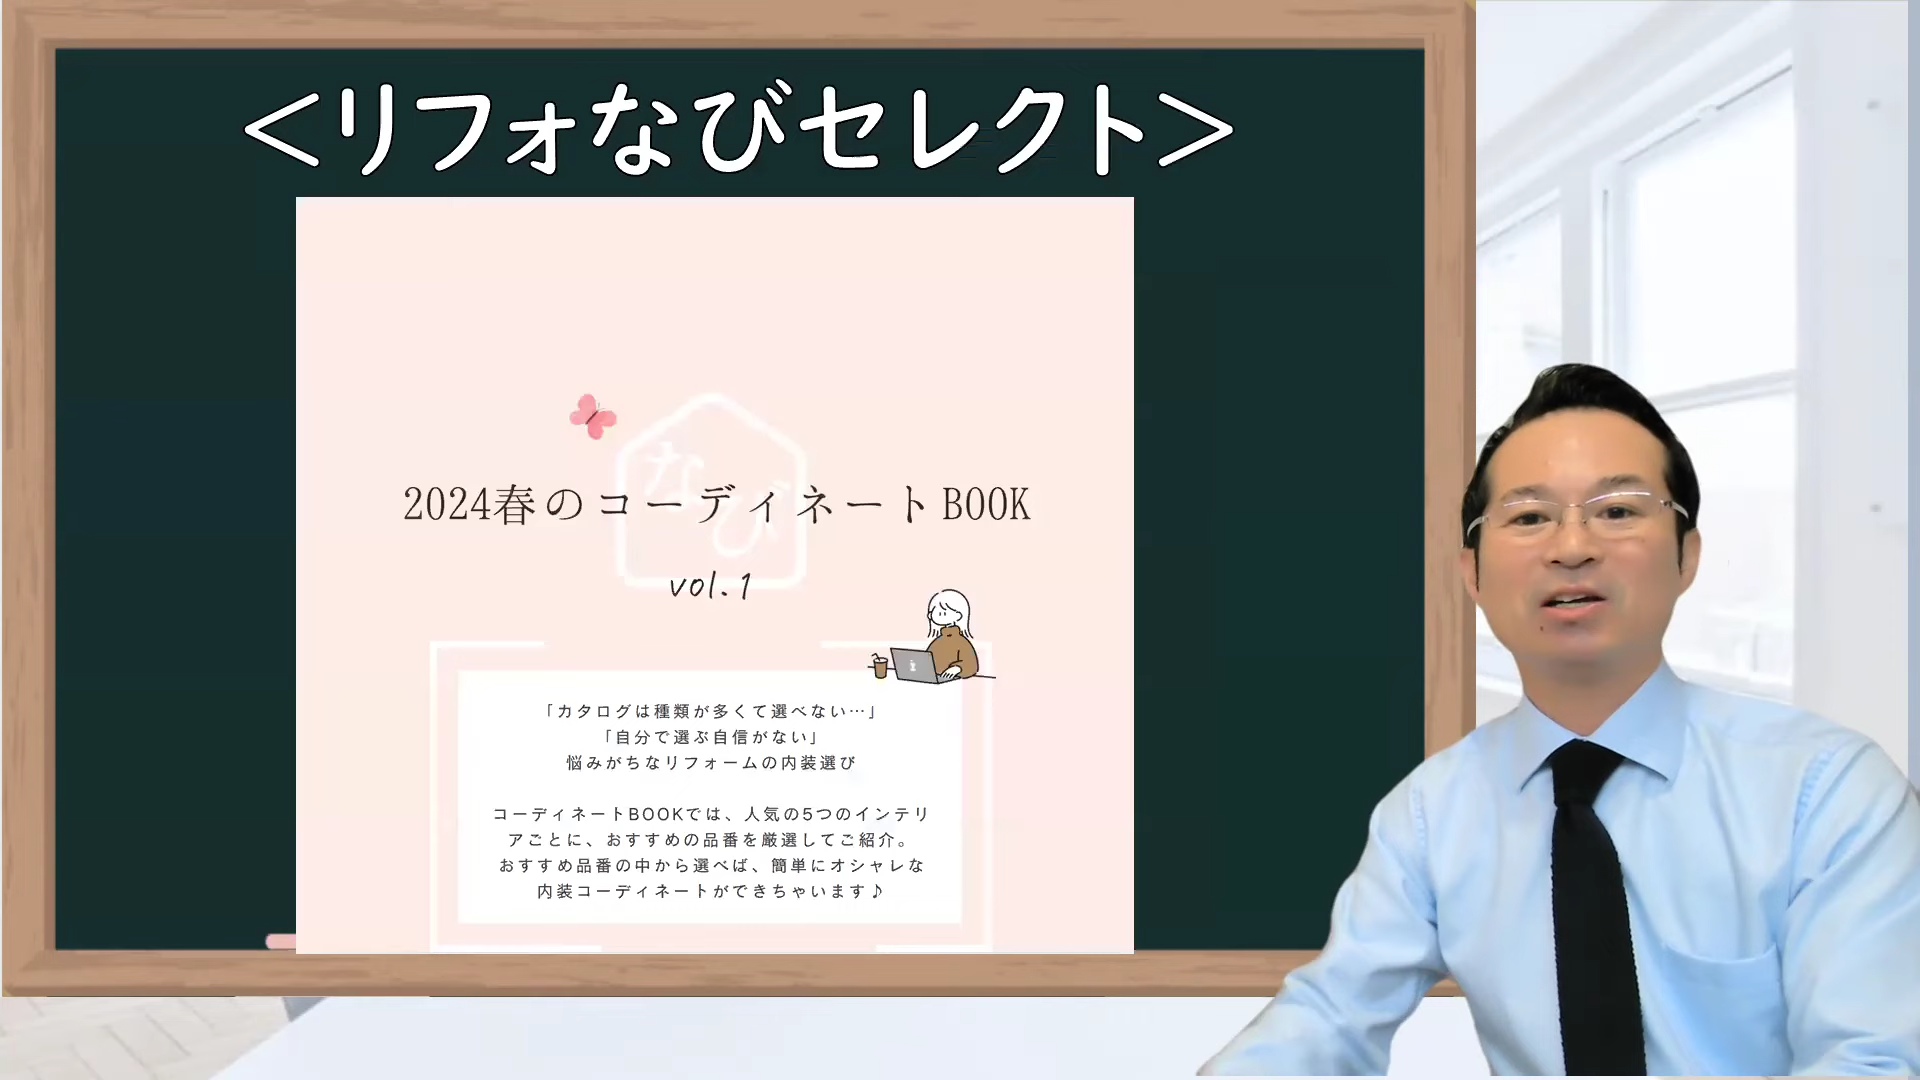 ＜リフォなびセレクト＞
なび
2024春のコーディネートBOOK
vol.1
「カタログは種類が多くて選べない…」
「自分で選ぶ自信がない」
悩みがちなリフォームの内装選び
コーディネートBOOKでは、人気の5つのインテリ
アごとに、おすすめの品番を厳選してご紹介。
おすすめ品番の中から選べば、簡単にオシャレな
内装コーディネートができちゃいます♪